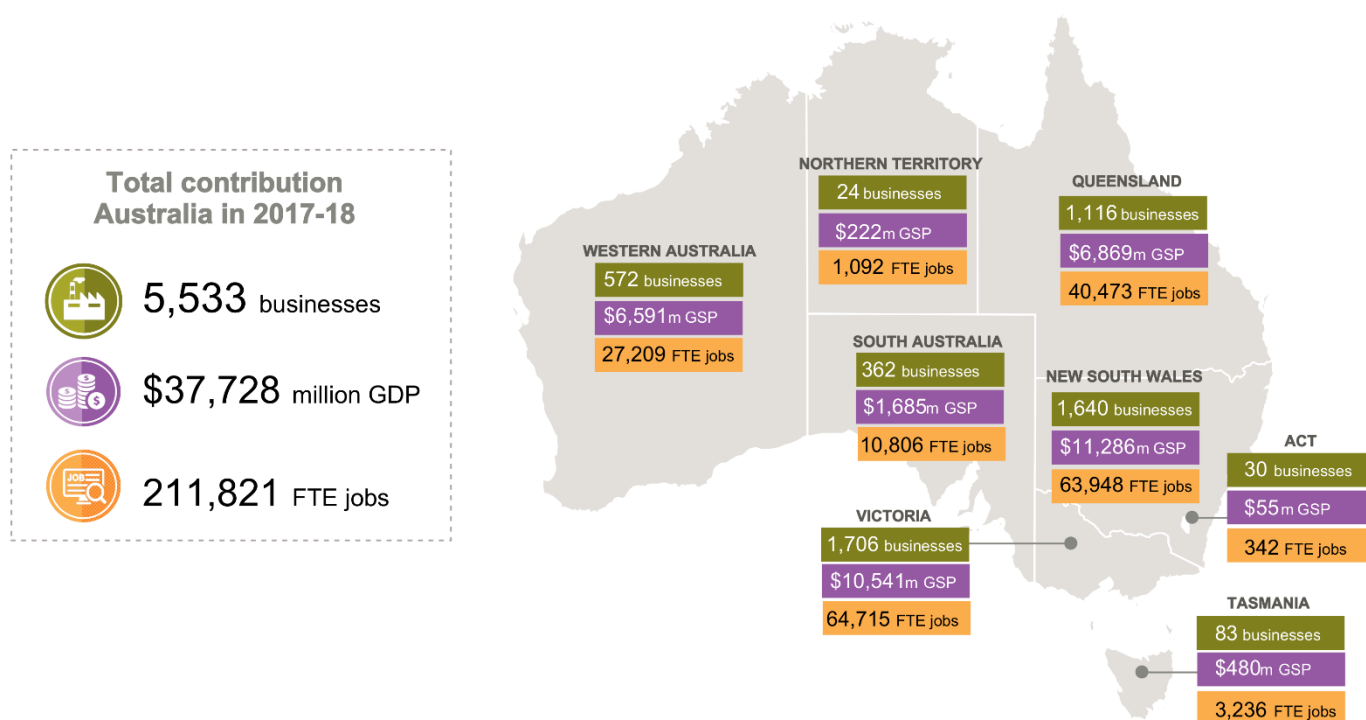 Total contribution
Australia in 2017-18
5,533 businesses
$37,728 million GDP
JOB
211,821 FTE jobs
NORTHERN TERRITORY
24 businesses
$222m GSP
1,092 FTE jobs
QUEENSLAND
1,116 businesses
$6,869m GSP
40,473 FTE jobs
WESTERN AUSTRALIA
572 businesses
$6,591m GSP
27,209 FTE jobs
SOUTH AUSTRALIA
362 businesses
$1,685m GSP
10,806 FTE jobs
NEW SOUTH WALES
1,640 businesses
$11,286m GSP
63,948 FTE jobs
ACT
30 businesses
$55m GSP
342 FTE jobs
VICTORIA
1,706 businesses
$10,541m GSP
64,715 FTE jobs
TASMANIA
83 businesses
$480m GSP
3,236 FTE jobs